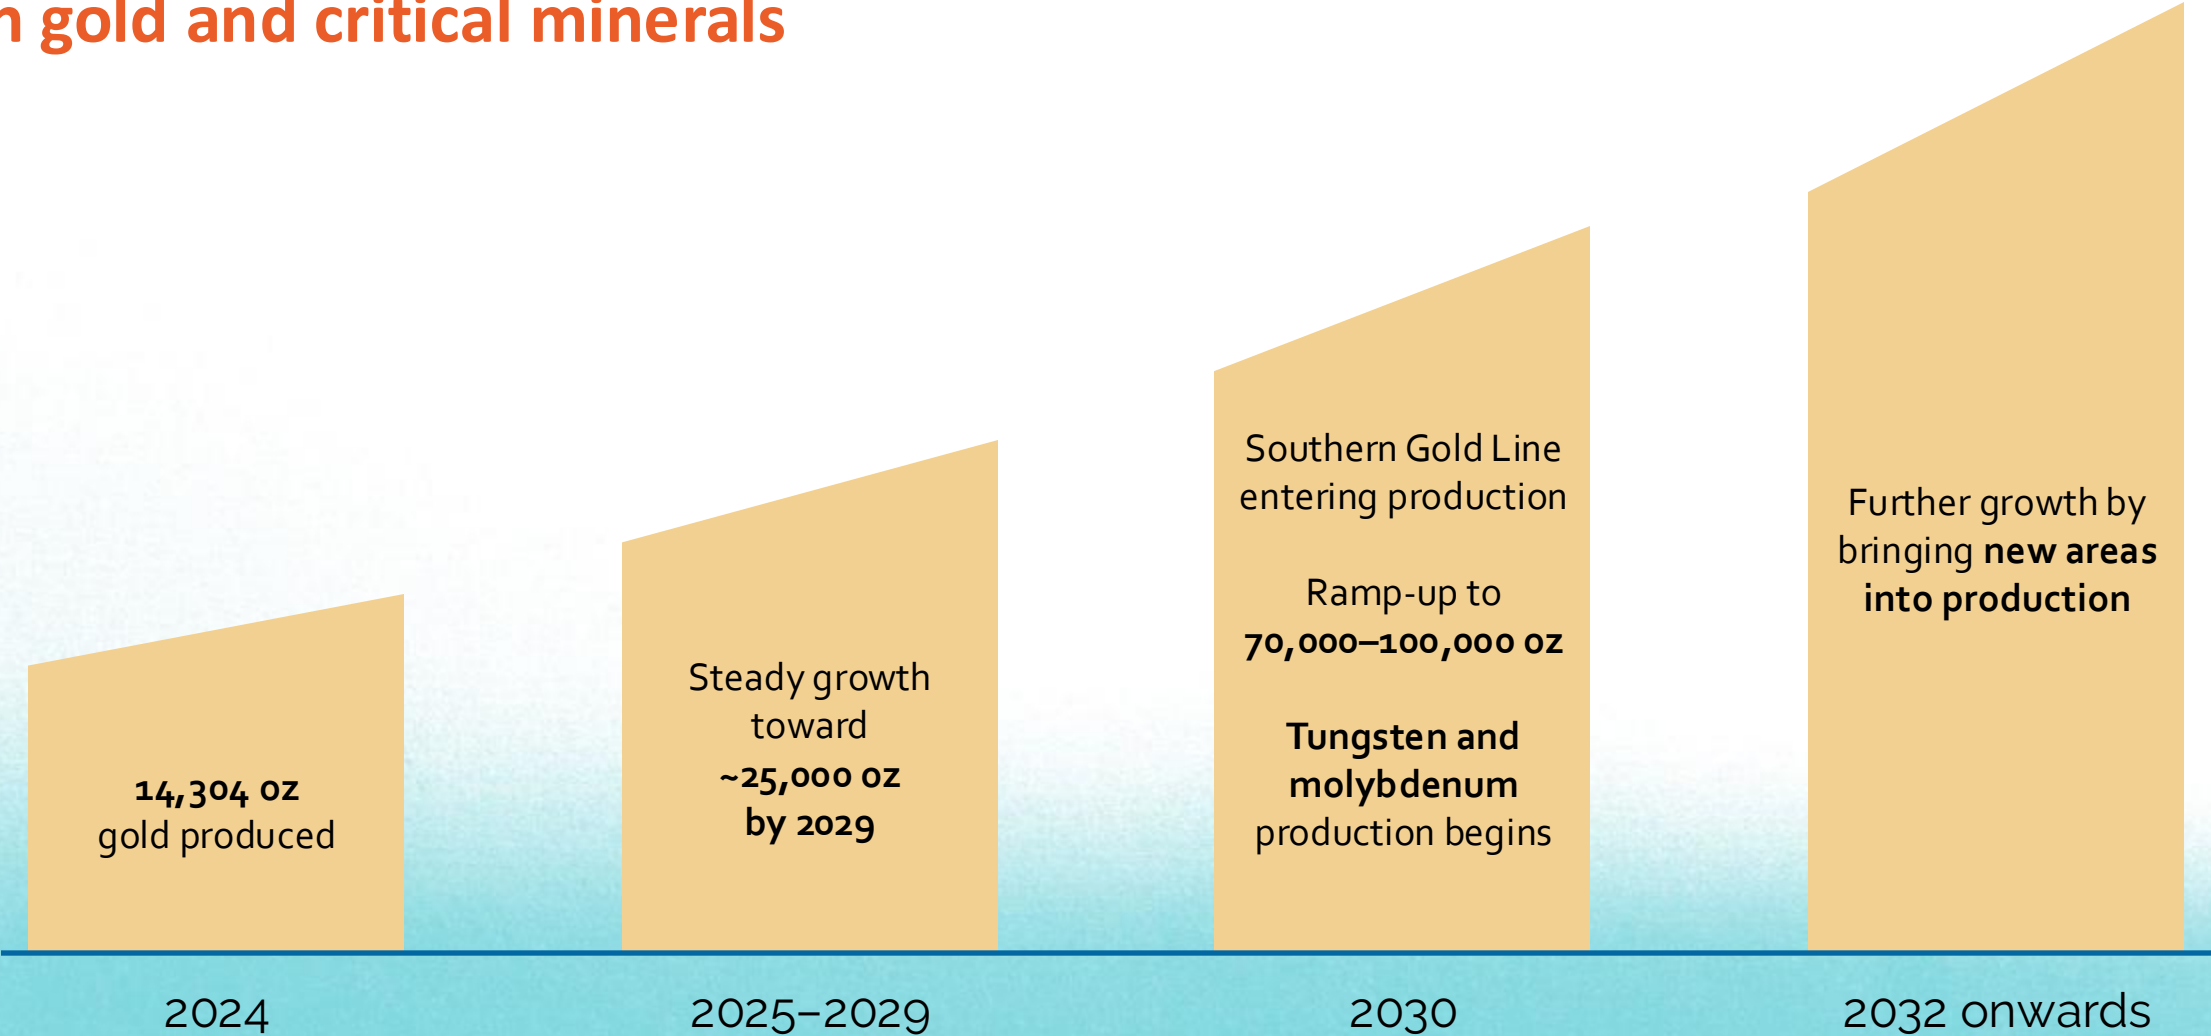 gold and critical minerals
14,304 oz
gold produced
Steady growth
toward
~25,000 oz
by 2029
Southern Gold Line
entering production
Ramp-up to
70,000–100,000 oz
Tungsten and
molybdenum
production begins
Further growth by
bringing new areas
into production
2024
2025–2029
2030
2032 onwards